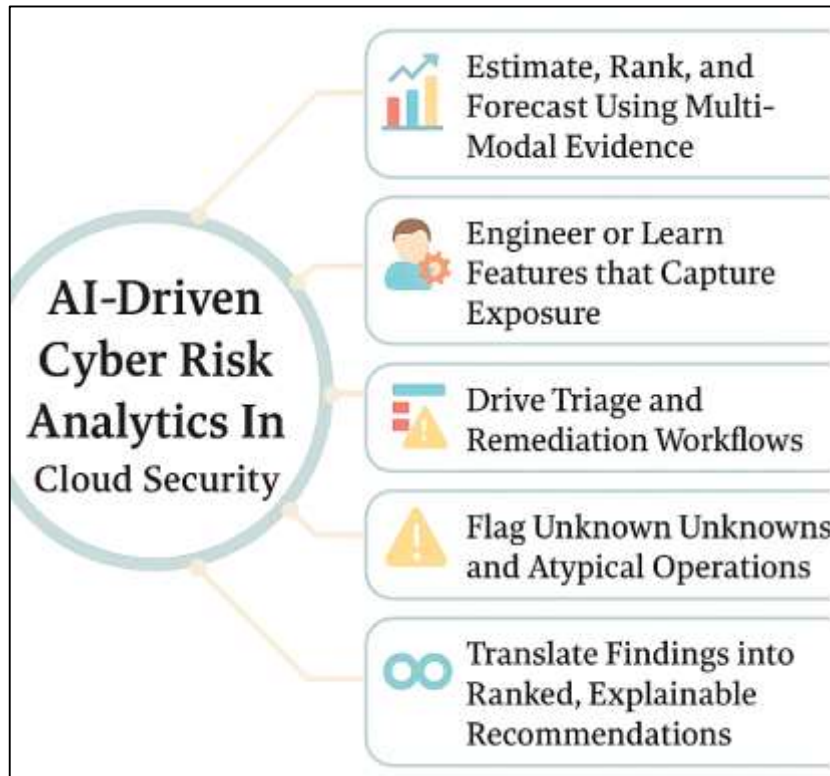 AI-Driven
Cyber Risk
Analytics In
Cloud Security
Estimate, Rank, and
Forecast Using Multi-
Modal Evidence
Engineer or Learn
Features that Capture
Exposure
Drive Triage and
Remediation Workflows
Flag Unknown Unknowns
and Atypical Operations
Translate Findings into
Ranked, Explainable
Recommendations